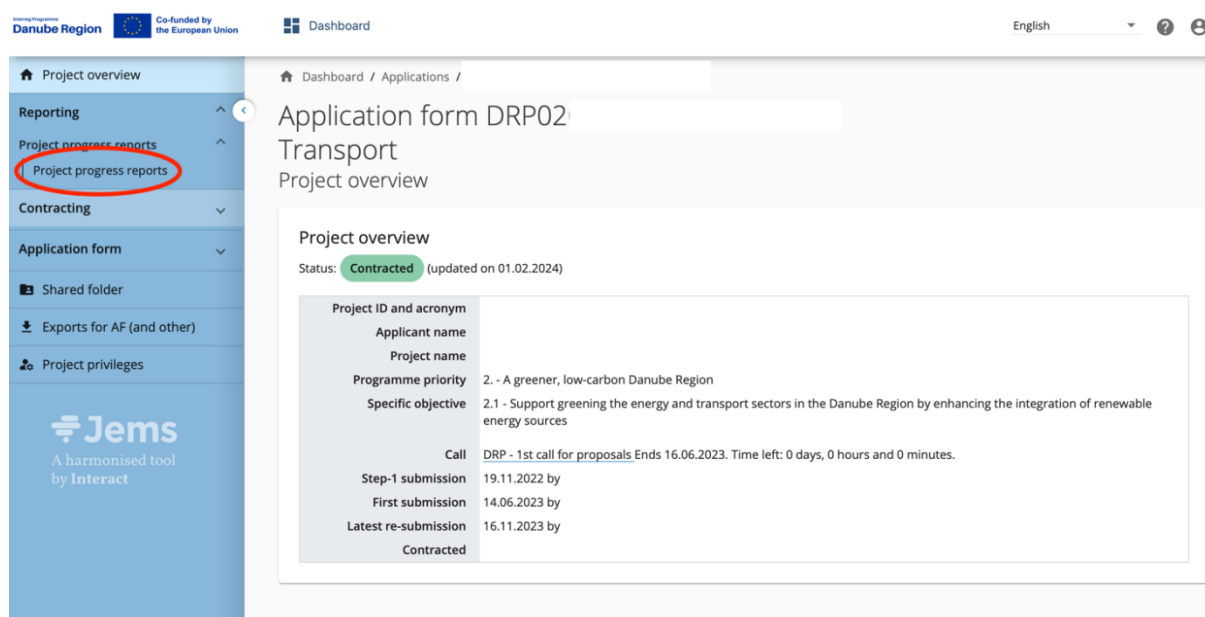 Interreg Programme
Danube Region
Co-funded by
the European Union
Dashboard
English
Project overview
Reporting
Project progress reports
Project progress reports
Contracting
Application form
Shared folder
Exports for AF (and other)
Project privileges
Jems
A harmonised tool
by Interact
Dashboard / Applications /
Application form DRP02
Transport
Project overview
Project overview
Status: Contracted (updated on 01.02.2024)
Project ID and acronym
Applicant name
Project name
Programme priority 2. - A greener, low-carbon Danube Region
Specific objective 2.1 - Support greening the energy and transport sectors in the Danube Region by enhancing the integration of renewable
energy sources
Call DRP - 1st call for proposals Ends 16.06.2023. Time left: 0 days, 0 hours and 0 minutes.
Step-1 submission 19.11.2022 by
First submission 14.06.2023 by
Latest re-submission 16.11.2023 by
Contracted